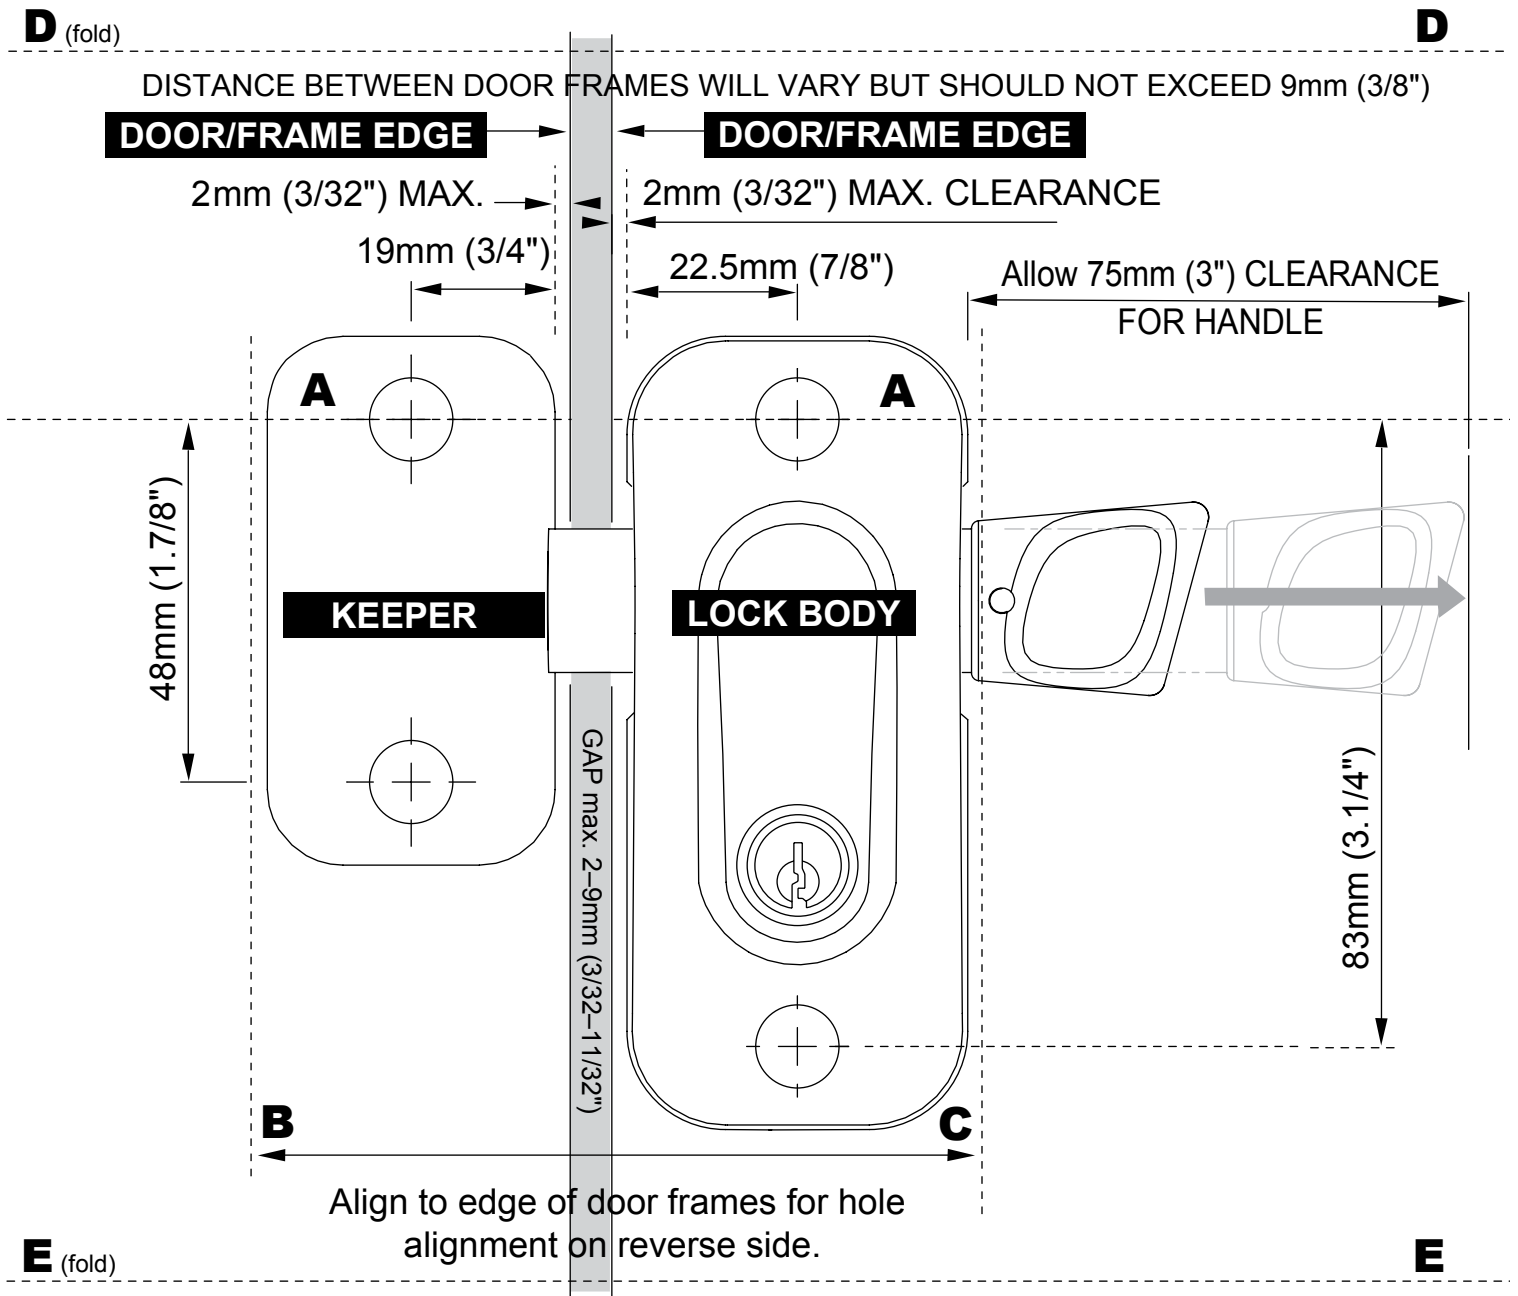 D (fold) D
DISTANCE BETWEEN DOOR FRAMES WILL VARY BUT SHOULD NOT EXCEED 9mm (3/8")
DOOR/FRAME EDGE DOOR/FRAME EDGE
2mm (3/32") MAX. 2mm (3/32") MAX. CLEARANCE
19mm (3/4") 22.5mm (7/8")
Allow 75mm (3") CLEARANCE
FOR HANDLE
A A
48mm (1.7/8")
KEEPER LOCK BODY
GAP max. 2–9mm (3/32–11/32")
83mm (3.1/4")
B C
Align to edge of door frames for hole
alignment on reverse side.
E (fold) E